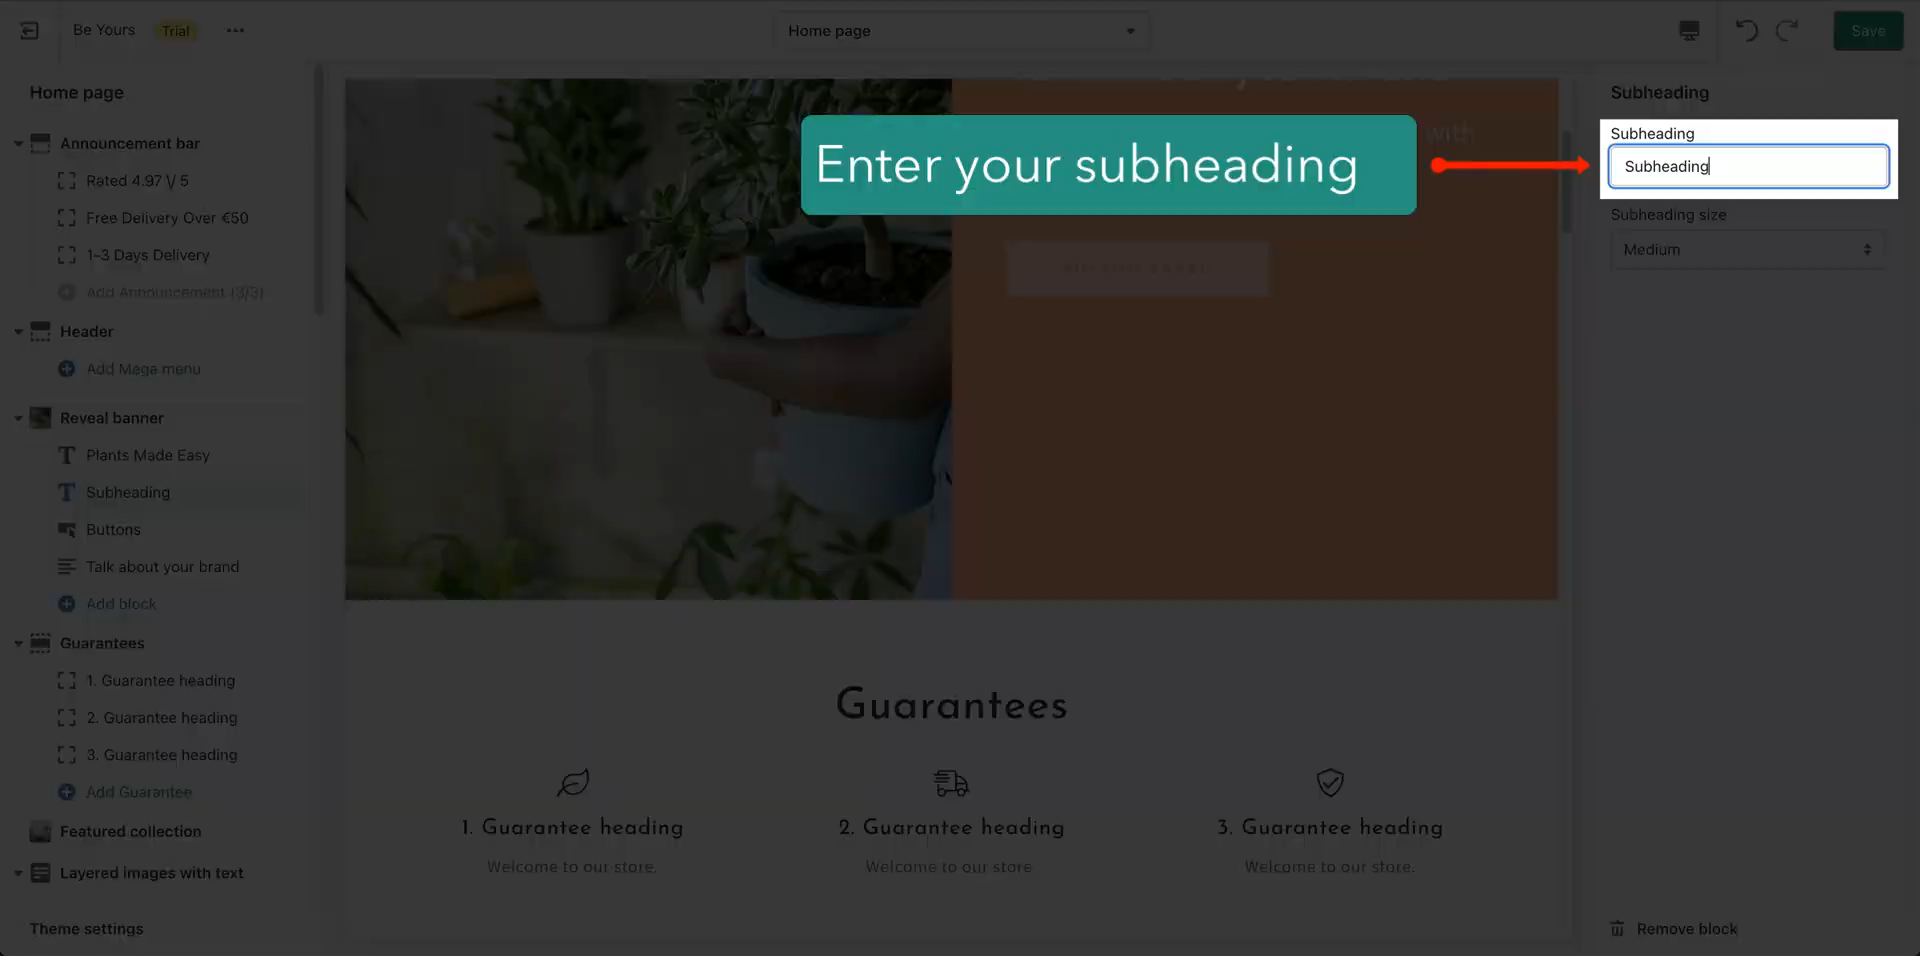 Be Yours
Trial
Home page
Save
Home page
Announcement bar
Rated 4.97 \/ 5
Free Delivery Over €50
1–3 Days Delivery
Add Announcement (3/3)
Header
Add Mega menu
Reveal banner
Plants Made Easy
Subheading
Buttons
Talk about your brand
Add block
Guarantees
1. Guarantee heading
2. Guarantee heading
3. Guarantee heading
Add Guarantee
Featured collection
Layered images with text
Theme settings
with
Enter your subheading
Guarantees
1. Guarantee heading
Welcome to our store.
2. Guarantee heading
Welcome to our store.
3. Guarantee heading
Welcome to our store.
Subheading
Subheading
Subheading
Subheading size
Medium
Remove block